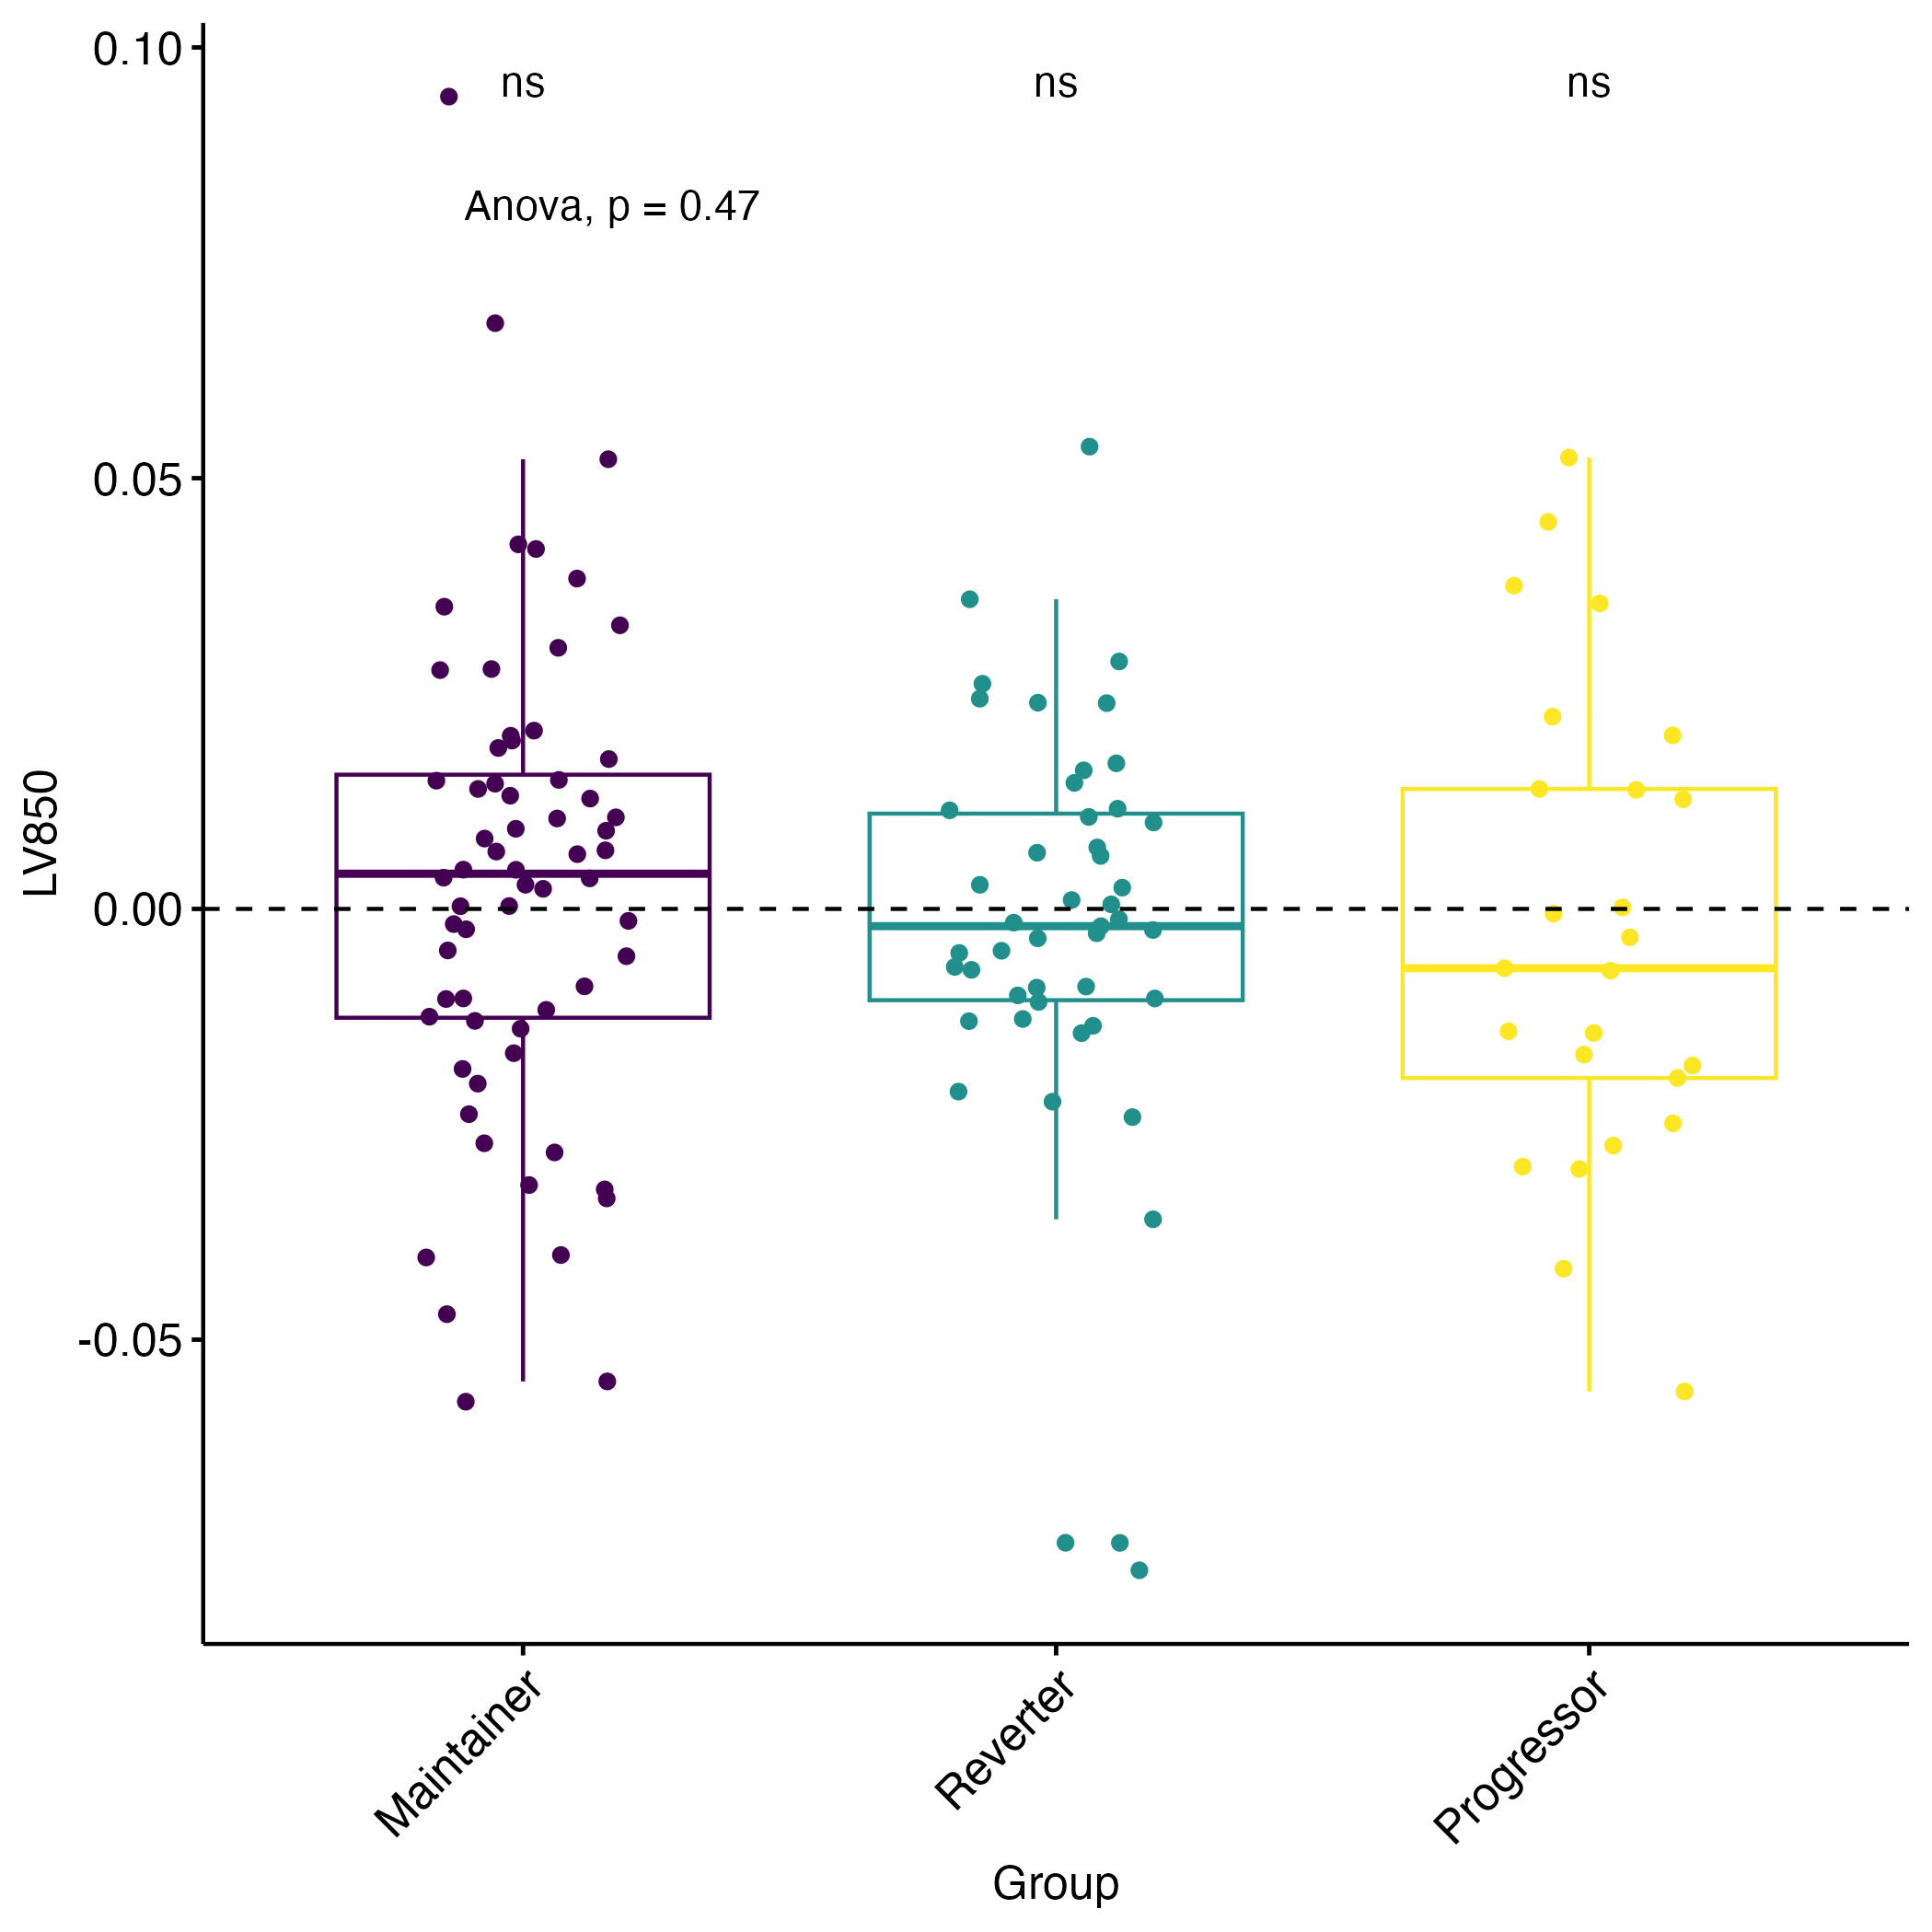 0.10
ns
ns
ns
Anova, p = 0.47
0.05
LV850
0.00
-0.05
Maintainer
Reverter
Progressor
Group